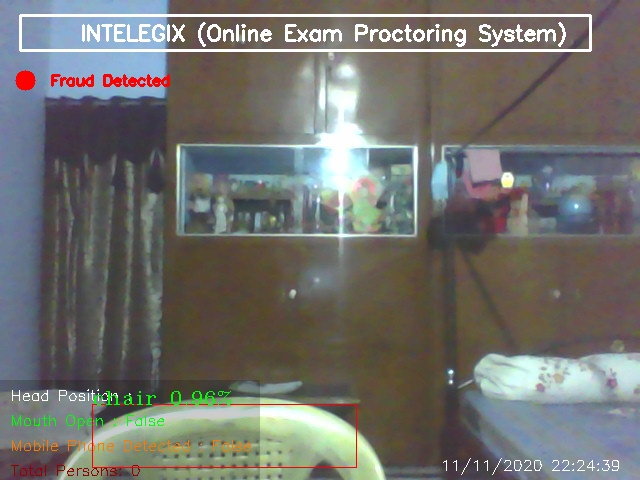 INTELEGIX (Online Exam Proctoring System)
Fraud Detected
Head Position :
chair 0.96%
Mouth Open : False
Mobile Phone Detected : False
Total Persons: 0
11/11/2020 22:24:39